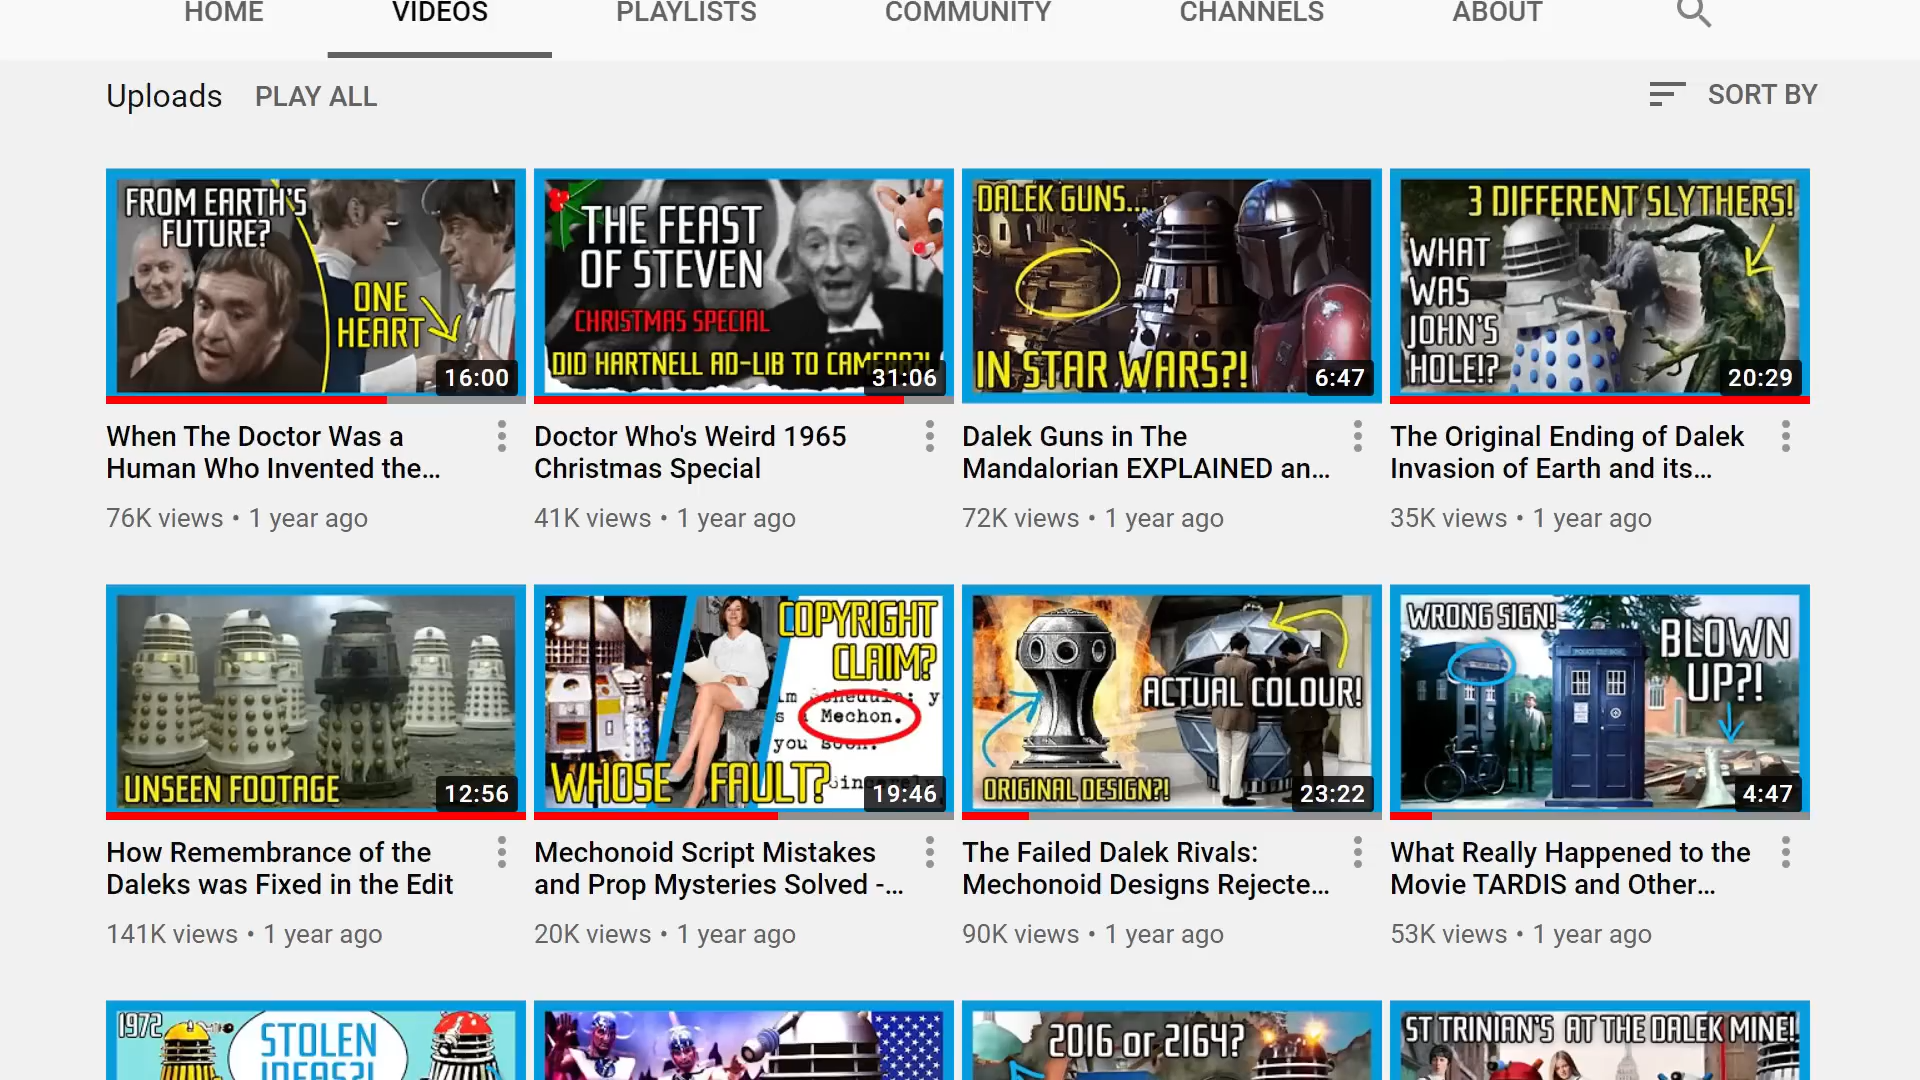 HOME VIDEOS PLAYLISTS COMMUNITY CHANNELS ABOUT
Uploads PLAY ALL SORT BY
FROM EARTH'S
FUTURE?
ONE
HEART
16:00
THE FEAST
OF STEVEN
CHRISTMAS SPECIAL
DID HARTNELL AD-LIB TO CAMERA?!
31:06
DALEK GUNS...
IN STAR WARS?!
6:47
3 DIFFERENT SLYTHERS!
WHAT
WAS
JOHN'S
HOLE!?
20:29
When The Doctor Was a
Human Who Invented the...
76K views • 1 year ago
Doctor Who's Weird 1965
Christmas Special
41K views • 1 year ago
Dalek Guns in The
Mandalorian EXPLAINED an...
72K views • 1 year ago
The Original Ending of Dalek
Invasion of Earth and its...
35K views • 1 year ago
UNSEEN FOOTAGE
12:56
COPYRIGHT
CLAIM?
Mechon.
you soon.
WHOSE FAULT?
19:46
ACTUAL COLOUR!
ORIGINAL DESIGN?!
23:22
WRONG SIGN!
BLOWN
UP?!
4:47
How Remembrance of the
Daleks was Fixed in the Edit
141K views • 1 year ago
Mechonoid Script Mistakes
and Prop Mysteries Solved -...
20K views • 1 year ago
The Failed Dalek Rivals:
Mechonoid Designs Rejecte...
90K views • 1 year ago
What Really Happened to the
Movie TARDIS and Other...
53K views • 1 year ago
1972
STOLEN
IDEAS?!
2016 or 2164?
ST TRINIAN'S AT THE DALEK MINE!